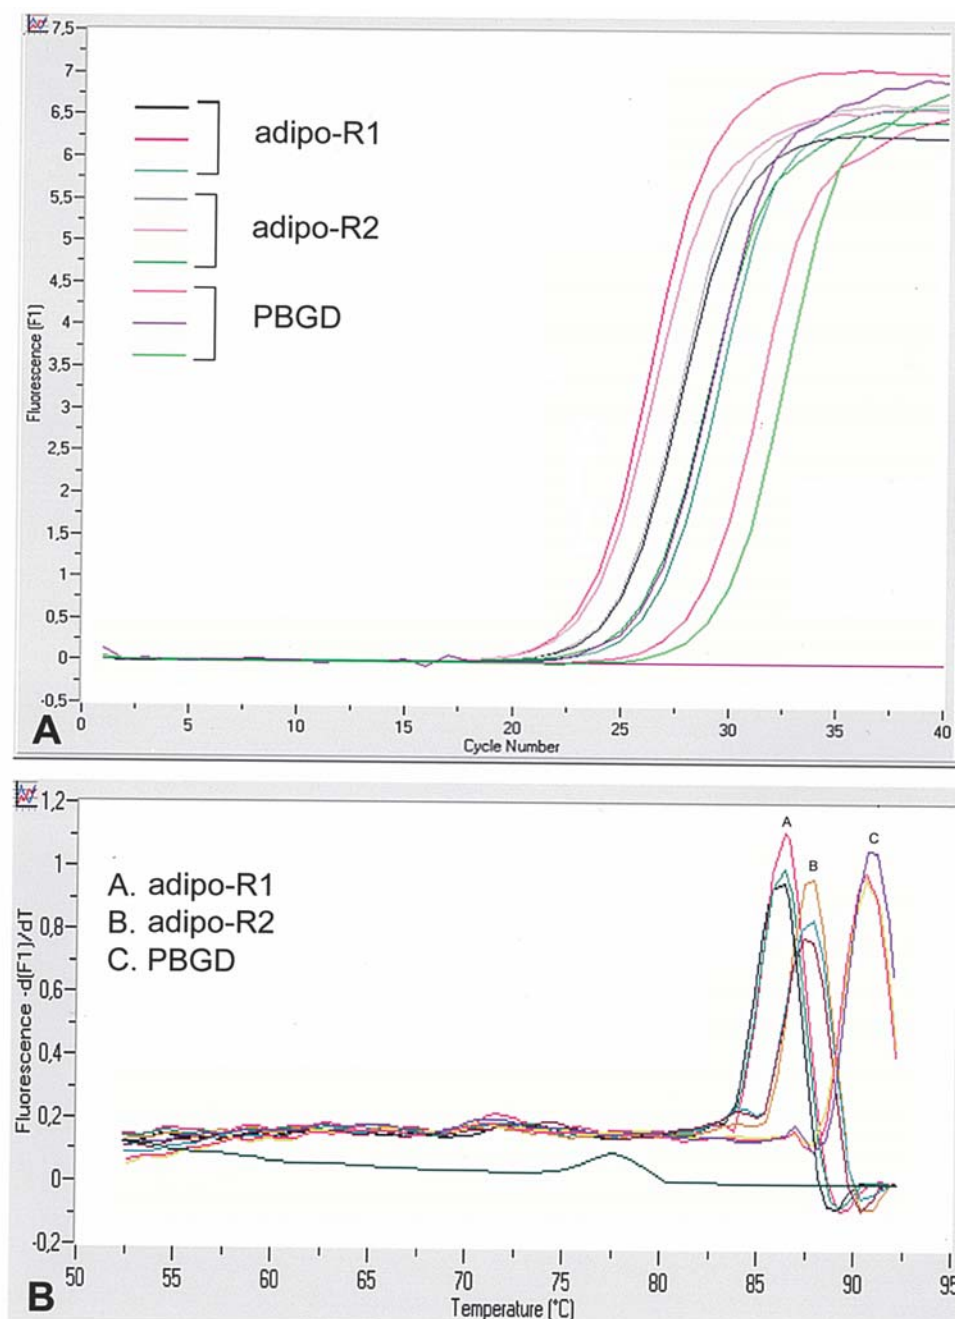 7,5
7
6,5
6
5,5
5
4,5
4
3,5
3
2,5
2
1,5
1
0,5
0
-0,5
Fluorescence (F1)
adipo-R1
adipo-R2
PBGD
0 5 10 15 20 25 30 35 40
Cycle Number
A
1,2
1
0,8
0,6
0,4
0,2
0
-0,2
Fluorescence -d(F1)/dT
A. adipo-R1
B. adipo-R2
C. PBGD
A
B
C
50 55 60 65 70 75 80 85 90 95
Temperature (°C)
B